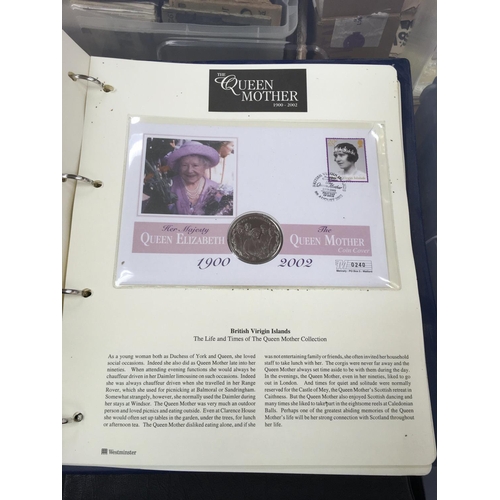 THE
QUEEN
MOTHER
1900 - 2002
Her Majesty
The
QUEEN ELIZABETH
QUEEN MOTHER
Coin Cover
1900
2002
0240
British Virigin Islands
The Life and Times of The Queen Mother Collection
As a young woman both as Duchess of York and Queen, she loved
social occasions. Indeed she also did as Queen Mother late into her
nineties. When attending evening functions she would always be
chauffeur driven in her Daimler limousine on such occasions. Indeed
she was always chauffeur driven when she travelled in her Range
Rover, which she used for picnicking at Balmoral or Sandringham.
Somewhat strangely, however, she normally used the Daimler during
her stays at Windsor. The Queen Mother was very much an outdoor
person and loved picnics and eating outside. Even at Clarence House
she would often set up tables in the garden, under the trees, for lunch
or afternoon tea. The Queen Mother disliked eating alone, and if she
was not entertaining family or friends, she often invited her household
staff to take lunch with her. The corgis were never far away and the
Queen Mother always set time aside to be with them during the day.
In the evenings, the Queen Mother, even in her nineties, liked to go
out in London. And times for quiet and solitude were normally
reserved for the Castle of Mey, the Queen Mother's Scottish retreat in
Caithness. But the Queen Mother also enjoyed Scottish dancing and
many times she liked to take part in the eightsome reels at Caledonian
Balls. Perhaps one of the greatest abiding memories of the Queen
Mother's life will be her strong connection with Scotland throughout
her life.
Westminster